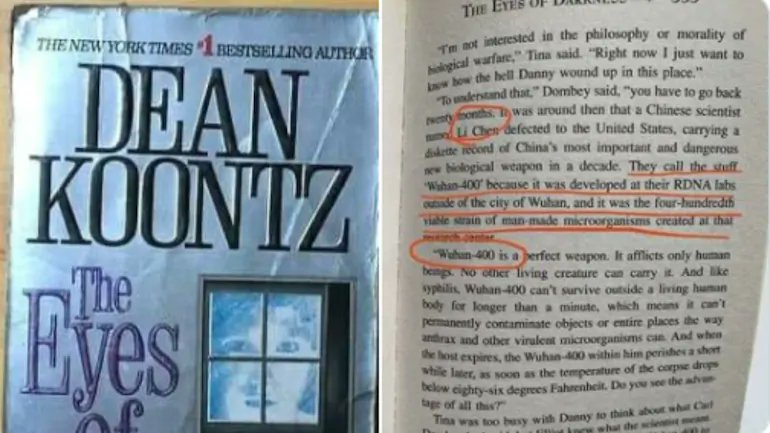 THE NEW YORK TIMES #1 BESTSELLING AUTHOR
DEAN
KOONTZ
The
Eyes
of
THE EYES OF DARKNESS
"I'm not interested in the philosophy or morality of
biological warfare," Tina said. "Right now I just want to
know how the hell Danny wound up in this place."
"To understand that," Dombey said, "you have to go back
twenty months. It was around then that a Chinese scientist
named Li Chen defected to the United States, carrying a
diskette record of China's most important and dangerous
new biological weapon in a decade. They call the stuff
'Wuhan-400' because it was developed at their RDNA labs
outside of the city of Wuhan, and it was the four-hundredth
viable strain of man-made microorganisms created at that
research center.
"Wuhan-400 is a perfect weapon. It afflicts only human
beings. No other living creature can carry it. And like
syphilis, Wuhan-400 can't survive outside a living human
body for longer than a minute, which means it can't
permanently contaminate objects or entire places the way
anthrax and other virulent microorganisms can. And when
the host expires, the Wuhan-400 within him perishes a short
while later, as soon as the temperature of the corpse drops
below eighty-six degrees Fahrenheit. Do you see the advan-
tage of all this?"
Tina was too busy with Danny to think about what Carl
what the scientist meant.